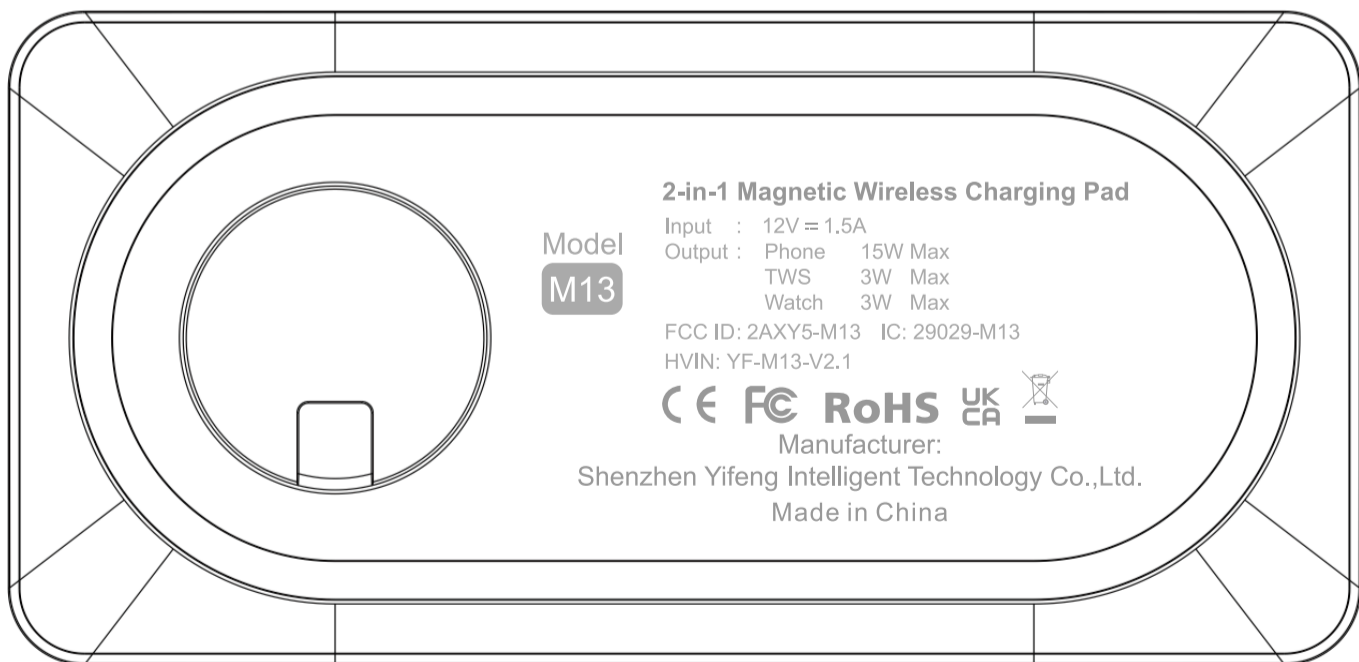 2-in-1 Magnetic Wireless Charging Pad
Model
M13
Input : 12V ⎓ 1.5A
Output : Phone 15W Max
TWS 3W Max
Watch 3W Max
FCC ID: 2AXY5-M13 IC: 29029-M13
HVIN: YF-M13-V2.1
CE FC RoHS UK CA
Manufacturer:
Shenzhen Yifeng Intelligent Technology Co.,Ltd.
Made in China